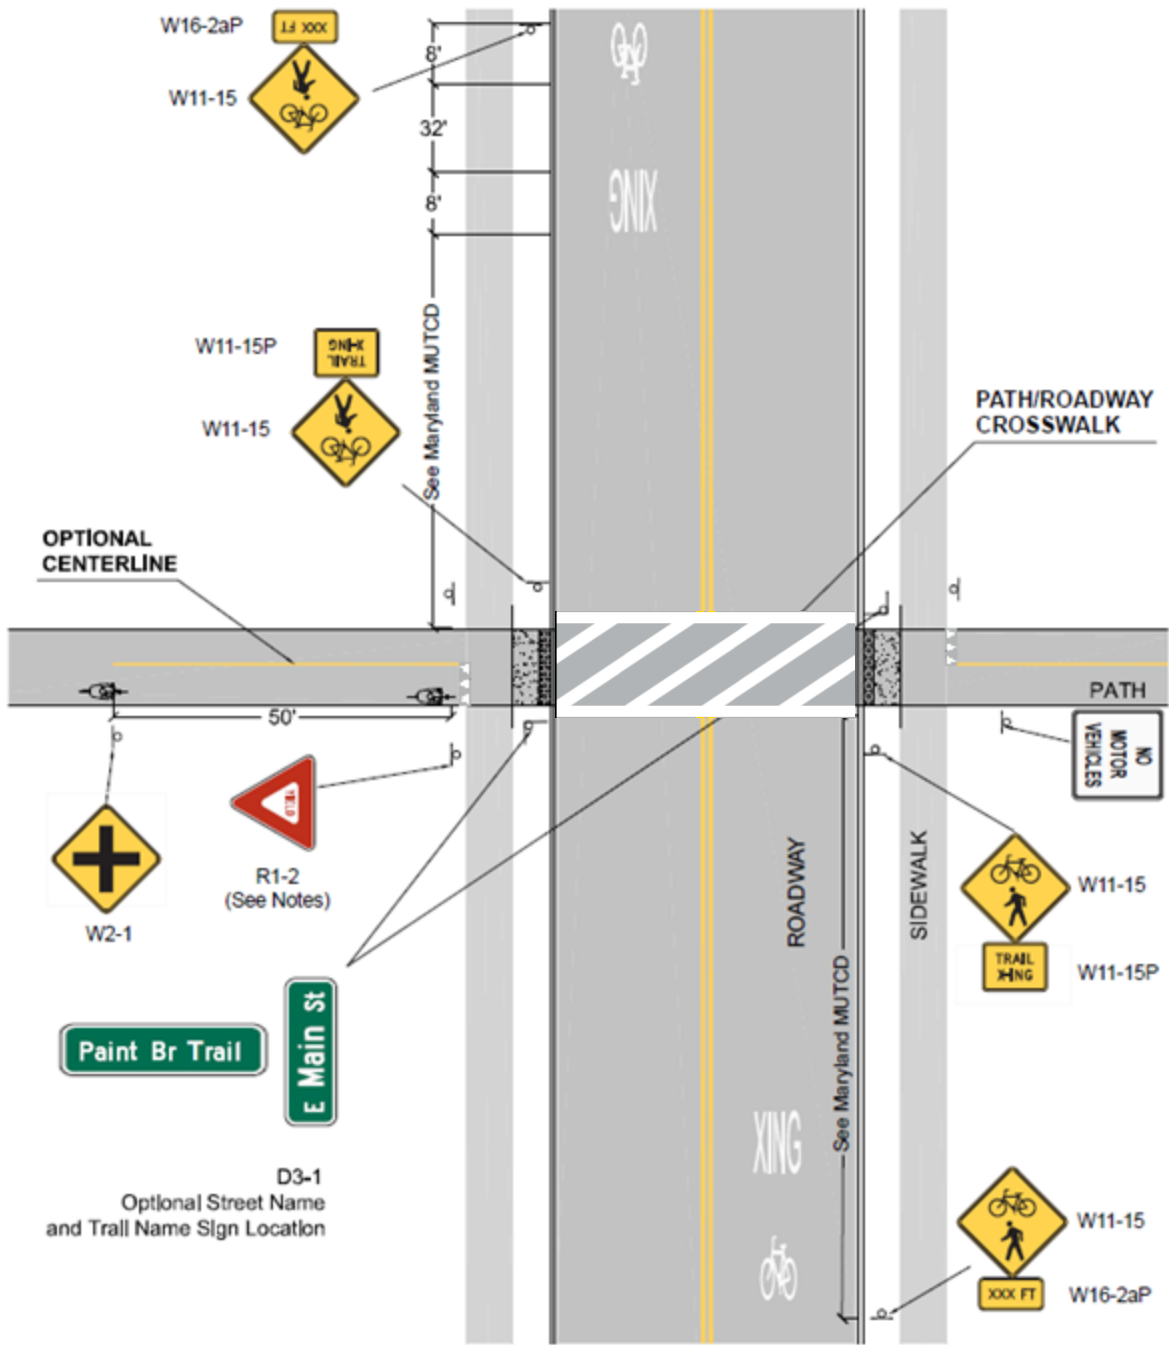 W16-2aP
XXX FT
W11-15
8'
32'
8'
XING
W11-15P
TRAIL
XING
W11-15
See Maryland MUTCD
PATH/ROADWAY
CROSSWALK
OPTIONAL
CENTERLINE
50'
PATH
NO
MOTOR
VEHICLES
YIELD
R1-2
(See Notes)
W2-1
ROADWAY
SIDEWALK
See Maryland MUTCD
W11-15
TRAIL
XING
W11-15P
Paint Br Trail
E Main St
D3-1
Optional Street Name
and Trail Name Sign Location
XING
W11-15
XXX FT
W16-2aP